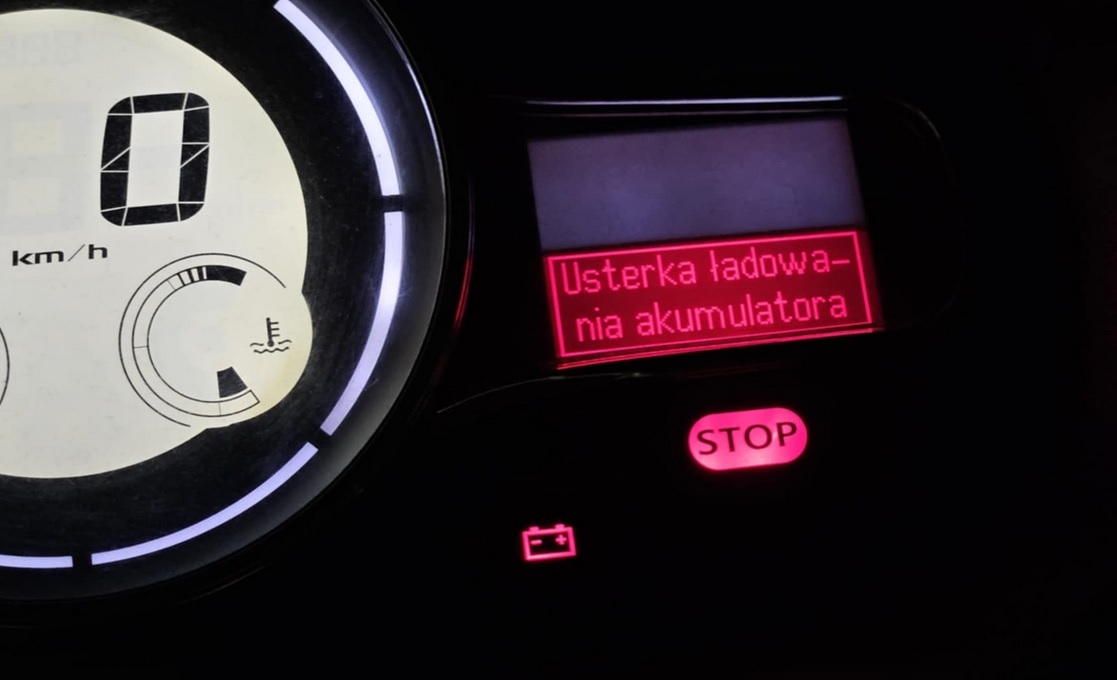 0
km/h
Usterka ładowa-
nia akumulatora
STOP